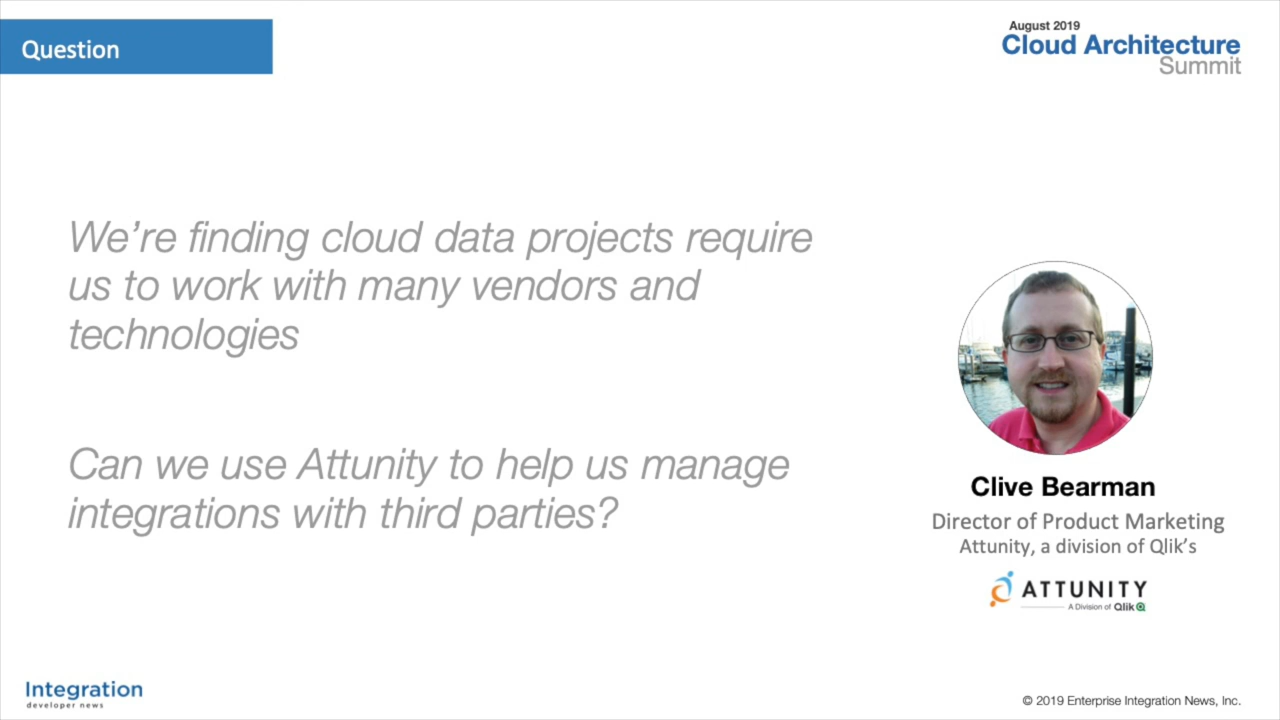 Question
August 2019
Cloud Architecture
Summit
We're finding cloud data projects require
us to work with many vendors and
technologies
Can we use Attunity to help us manage
integrations with third parties?
Clive Bearman
Director of Product Marketing
Attunity, a division of Qlik's
ATTUNITY
A Division of Qlik
Integration
developer news
© 2019 Enterprise Integration News, Inc.